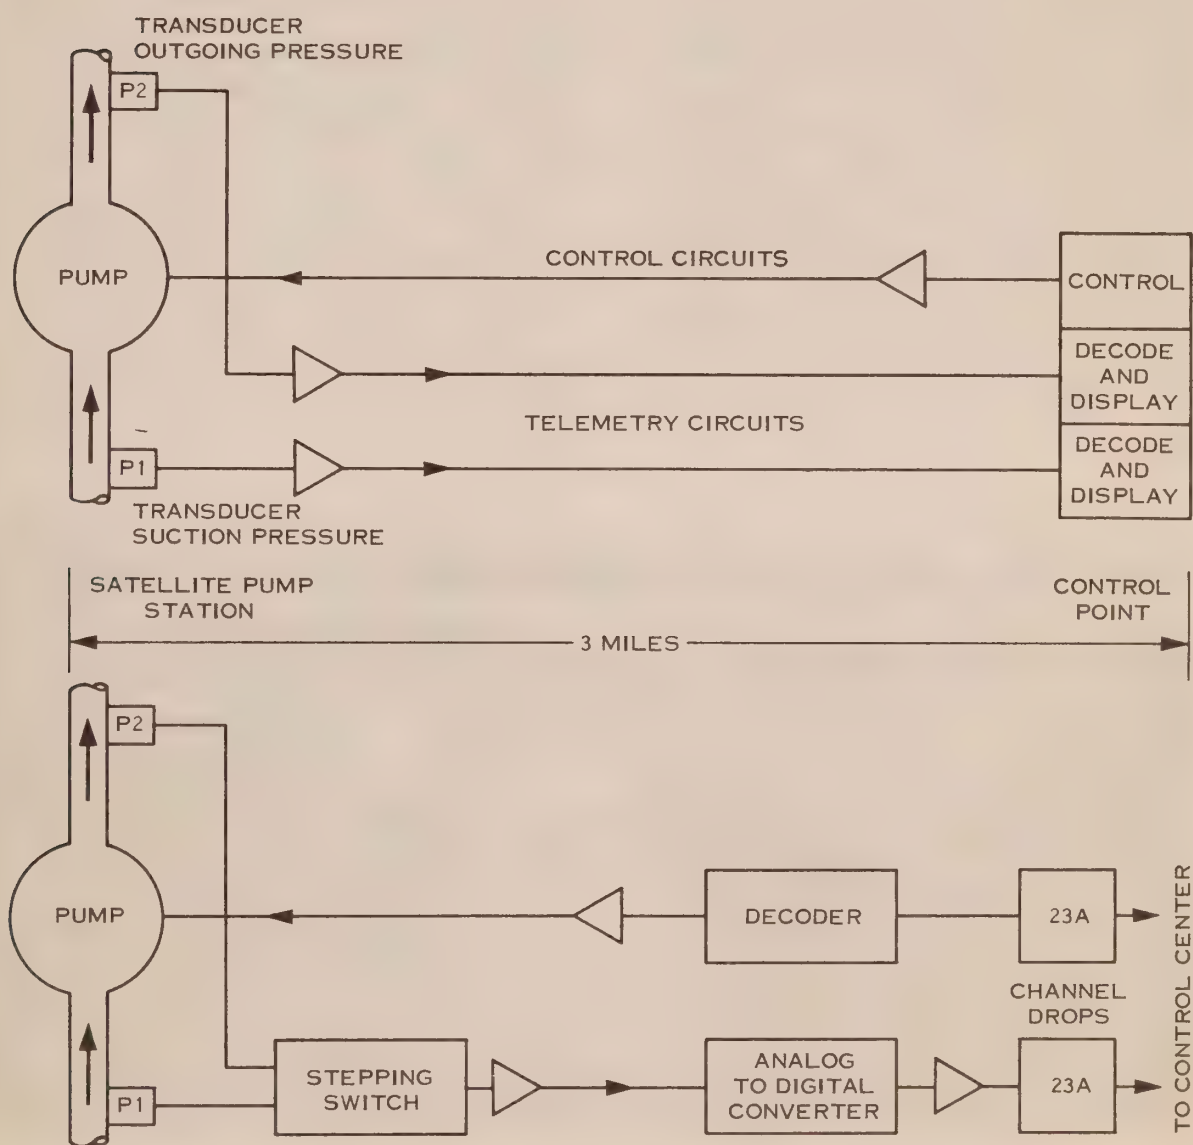 TRANSDUCER
OUTGOING PRESSURE
P2
PUMP
CONTROL CIRCUITS
CONTROL
DECODE
AND
DISPLAY
TELEMETRY CIRCUITS
P1
DECODE
AND
DISPLAY
TRANSDUCER
SUCTION PRESSURE
SATELLITE PUMP
STATION
CONTROL
POINT
3 MILES
P2
PUMP
DECODER
23A
TO CONTROL CENTER
CHANNEL
DROPS
STEPPING
SWITCH
ANALOG
TO DIGITAL
CONVERTER
23A
P1